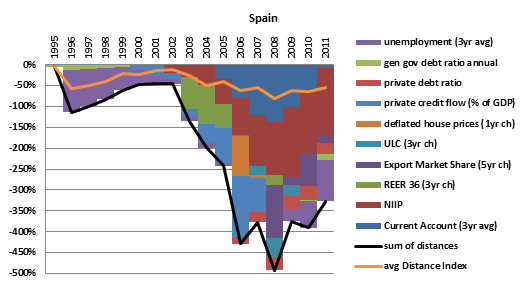 Spain
1995 1996 1997 1998 1999 2000 2001 2002 2003 2004 2005 2006 2007 2008 2009 2010 2011
0%
-50%
-100%
-150%
-200%
-250%
-300%
-350%
-400%
-450%
-500%
unemployment (3yr avg)
gen gov debt ratio annual
private debt ratio
private credit flow (% of GDP)
deflated house prices (1yr ch)
ULC (3yr ch)
Export Market Share (5yr ch)
REER 36 (3yr ch)
NIIP
Current Account (3yr avg)
sum of distances
avg Distance Index